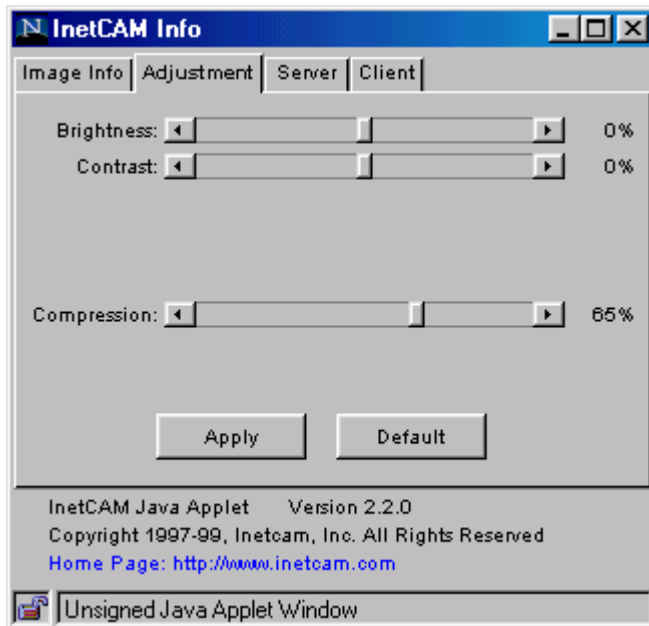 N InetCAM Info
Image Info Adjustment Server Client
Brightness: 0%
Contrast: 0%
Compression: 65%
Apply Default
InetCAM Java Applet Version 2.2.0
Copyright 1997-99, Inetcam, Inc. All Rights Reserved
Home Page: http://www.inetcam.com
Unsigned Java Applet Window